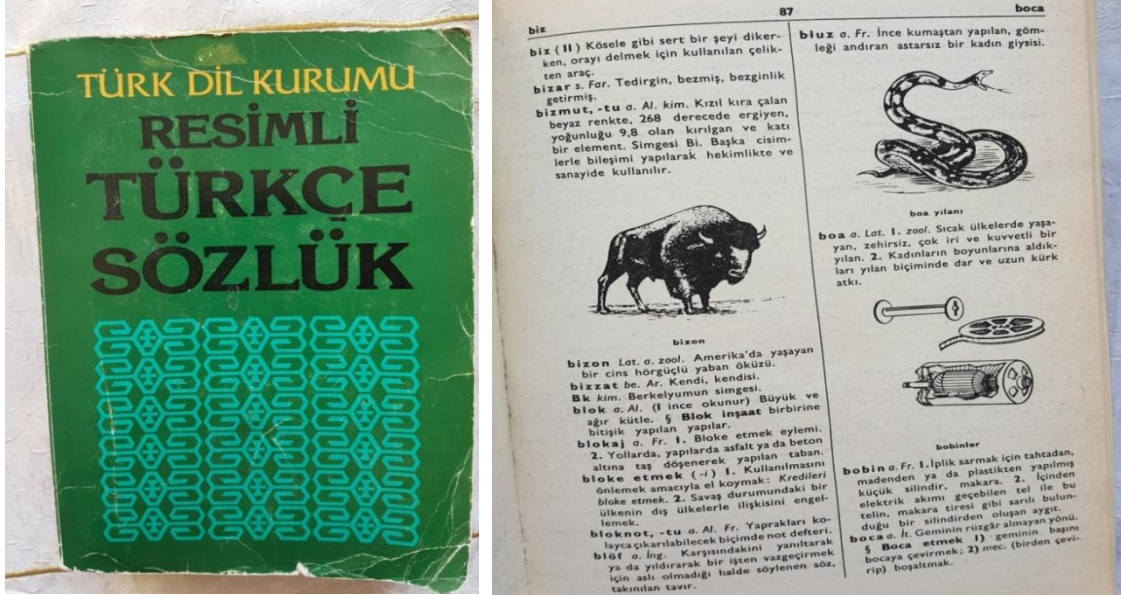 TÜRK DİL KURUMU
RESİMLİ
TÜRKÇE
SÖZLÜK
biz
87
boca
biz (II) Kösele gibi sert bir şeyi diker-
ken, orayı delmek için kullanılan çelik-
ten araç.
bizar s. Far. Tedirgin, bezmiş, bezginlik
getirmiş.
bizmut, -tu a. Al. kim. Kızıl kıra çalan
beyaz renkte, 268 derecede ergiyen,
yoğunluğu 9,8 olan kırılgan ve katı
bir element. Simgesi Bi. Başka cisim-
lerle bileşimi yapılarak hekimlikte ve
sanayide kullanılır.
bizon
bizon Lat. a. zool. Amerika'da yaşayan
bir cins hörgüçlü yaban öküzü.
bizzat be. Ar. Kendi, kendisi.
Bk kim. Berkelyumun simgesi.
blok a. Al. (l ince okunur) Büyük ve
ağır kütle. § Blok inşaat birbirine
bitişik yapılan yapılar.
blokaj a. Fr. 1. Bloke etmek eylemi.
2. Yollarda, yapılarda asfalt ya da beton
altına taş döşenerek yapılan taban.
bloke etmek (-i) 1. Kullanılmasını
önlemek amacıyla el koymak: Kredileri
bloke etmek. 2. Savaş durumundaki bir
ülkenin dış ülkelerle ilişkisini engel-
lemek.
bloknot, -tu a. Al. Fr. Yaprakları ko-
layca çıkarılabilecek biçimde not defteri.
blöf a. İng. Karşısındakini yanıltarak
ya da yıldırarak bir işten vazgeçirmek
için aslı olmadığı halde söylenen söz,
takınılan tavır.
bluz a. Fr. İnce kumaştan yapılan, göm-
leği andıran astarsız bir kadın giysisi.
boa yılanı
boa a. Lat. 1. zool. Sıcak ülkelerde yaşa-
yan, zehirsiz, çok iri ve kuvvetli bir
yılan. 2. Kadınların boyunlarına aldık-
ları yılan biçiminde dar ve uzun kürk
atkı.
bobinler
bobin a. Fr. 1. İplik sarmak için tahtadan,
madenden ya da plastikten yapılmış
küçük silindir, makara. 2. İçinden
elektrik akımı geçebilen tel ile bu
telin, makara tiresi gibi sarılı bulun-
duğu bir silindirden oluşan aygıt.
boca a. İt. Geminin rüzgâr almayan yönü.
§ Boca etmek 1) geminin başını
bocaya çevirmek; 2) mec. (birden çevi-
rip) boşaltmak.